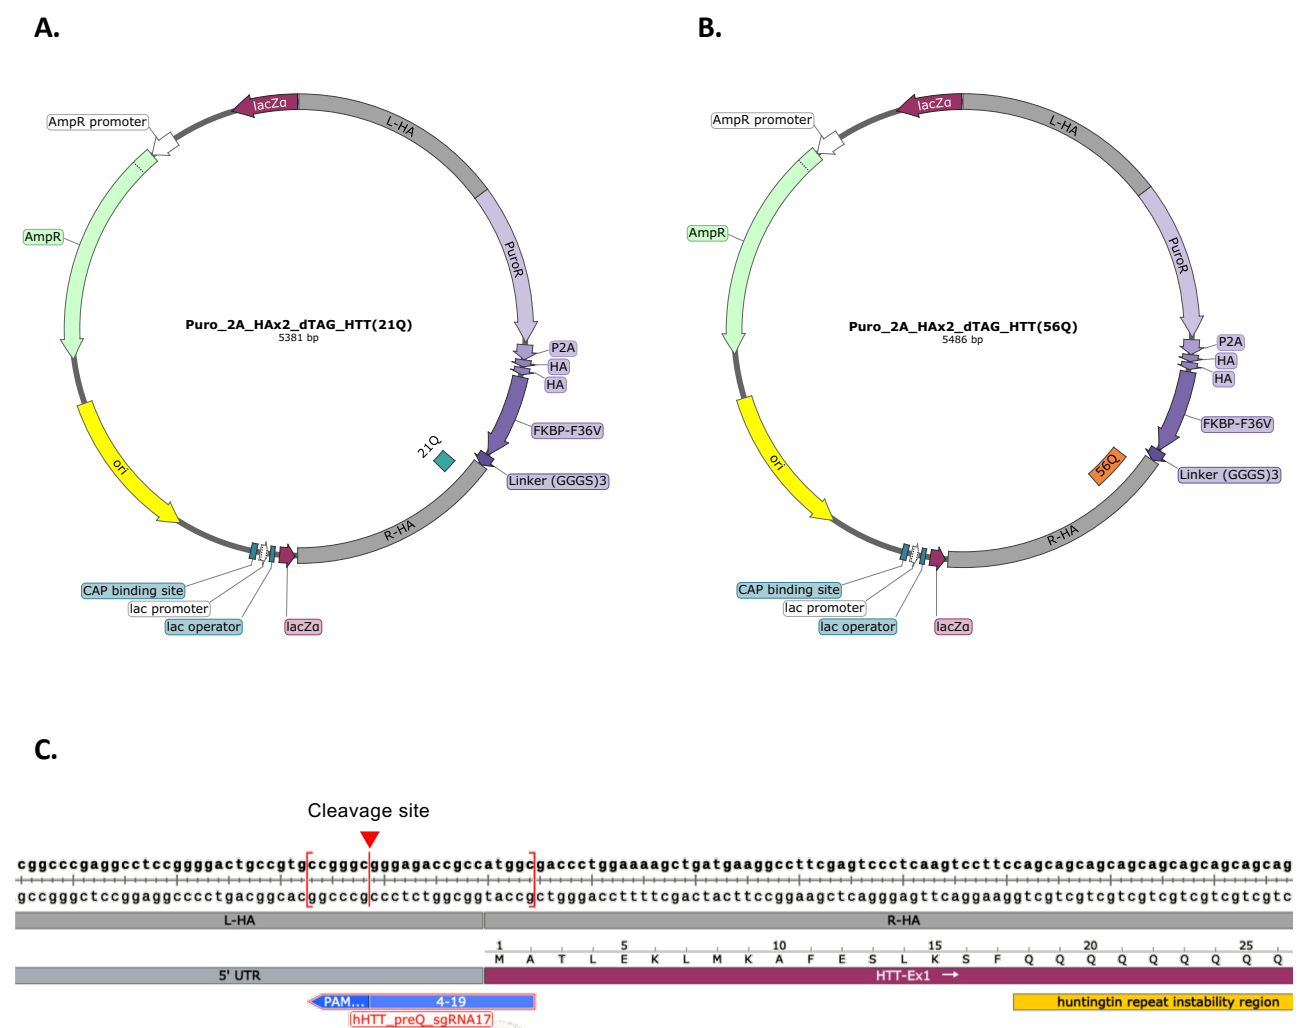 A.
B.
lacZα
L-HA
AmpR promoter
PuroR
AmpR
Puro_2A_HAx2_dTAG_HTT(21Q)
5381 bp
P2A
HA
HA
FKBP-F36V
21Q
Linker (GGGS)3
ori
R-HA
CAP binding site
lac promoter
lac operator
lacZα
lacZα
L-HA
AmpR promoter
PuroR
AmpR
Puro_2A_HAx2_dTAG_HTT(56Q)
5486 bp
P2A
HA
HA
FKBP-F36V
56Q
Linker (GGGS)3
ori
R-HA
CAP binding site
lac promoter
lac operator
lacZα
C.
Cleavage site
cggcccgaggcctccggggactgccgtgccgggcgggagaccgccatggcgaccctggaaaagctgatgaaggccttcgagtccctcaagtccttccagcagcagcagcagcagcagcagcag
gccgggctccggaggcccctgacggcacggcccgccctctggcggtaccgctgggaccttttcgactacttccggaagctcagggagttcaggaaggtcgtcgtcgtcgtcgtcgtcgtcgtc
L-HA R-HA
1 5 10 15 20 25
M A T L E K L M K A F E S L K S F Q Q Q Q Q Q Q Q Q
5' UTR HTT-Ex1
PAM... 4-19 huntingtin repeat instability region
hHTT_preQ_sgRNA17